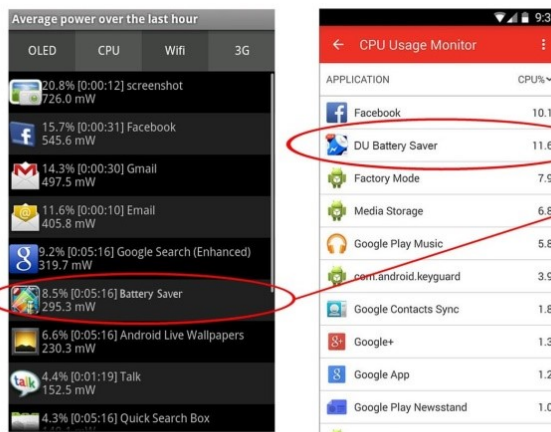 Average power over the last hour
OLED CPU Wifi 3G
20.8% [0:00:12] screenshot
726.0 mW
15.7% [0:00:31] Facebook
545.6 mW
14.3% [0:00:30] Gmail
497.5 mW
11.6% [0:00:10] Email
405.8 mW
9.2% [0:05:16] Google Search (Enhanced)
319.7 mW
8.5% [0:05:16] Battery Saver
295.3 mW
6.6% [0:05:16] Android Live Wallpapers
230.3 mW
talk
4.4% [0:01:19] Talk
152.5 mW
4.3% [0:05:16] Quick Search Box
9:3
CPU Usage Monitor
APPLICATION CPU%
Facebook 10.1
DU Battery Saver 11.6
Factory Mode 7.9
Media Storage 6.8
Google Play Music 5.8
com.android.keyguard 3.9
Google Contacts Sync 1.8
Google+ 1.3
Google App 1.2
Google Play Newsstand 1.0